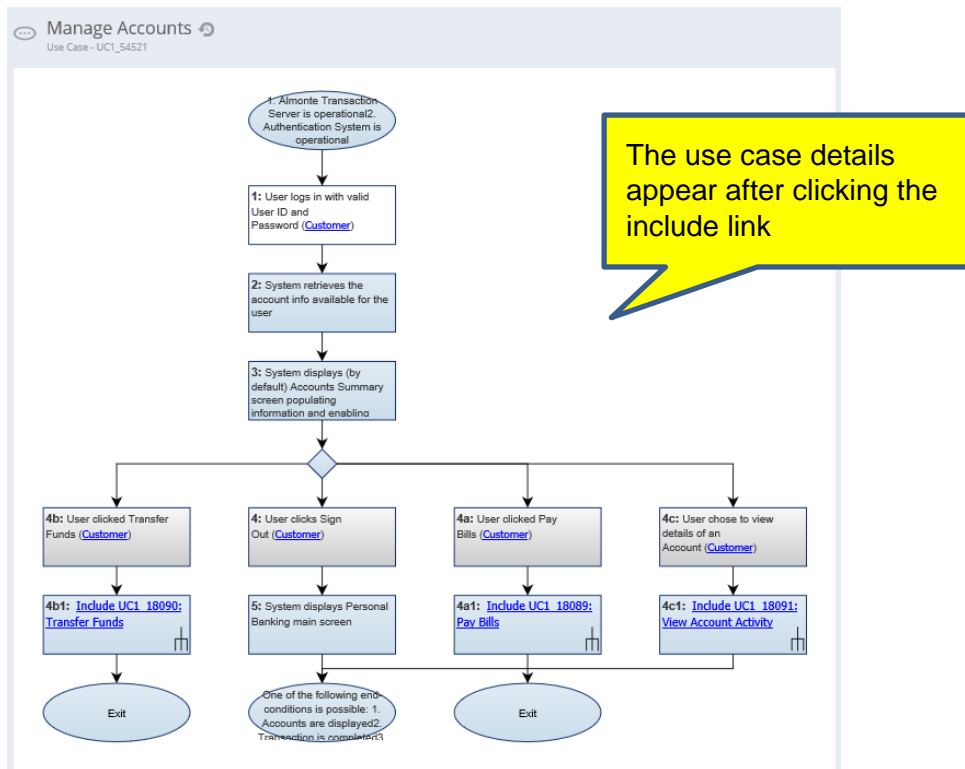 Manage Accounts
Use Case - UC1_54521
1. Almonte Transaction
Server is operational2.
Authentication System is
operational
The use case details
appear after clicking the
include link
1: User logs in with valid
User ID and
Password (Customer)
2: System retrieves the
account info available for the
user
3: System displays (by
default) Accounts Summary
screen populating
information and enabling
4b: User clicked Transfer
Funds (Customer)
4: User clicks Sign
Out (Customer)
4a: User clicked Pay
Bills (Customer)
4c: User chose to view
details of an
Account (Customer)
4b1: Include UC1_18090:
Transfer Funds
5: System displays Personal
Banking main screen
4a1: Include UC1_18089:
Pay Bills
4c1: Include UC1_18091:
View Account Activity
Exit
One of the following end-
conditions is possible: 1.
Accounts are displayed2.
Transaction is completed3
Exit